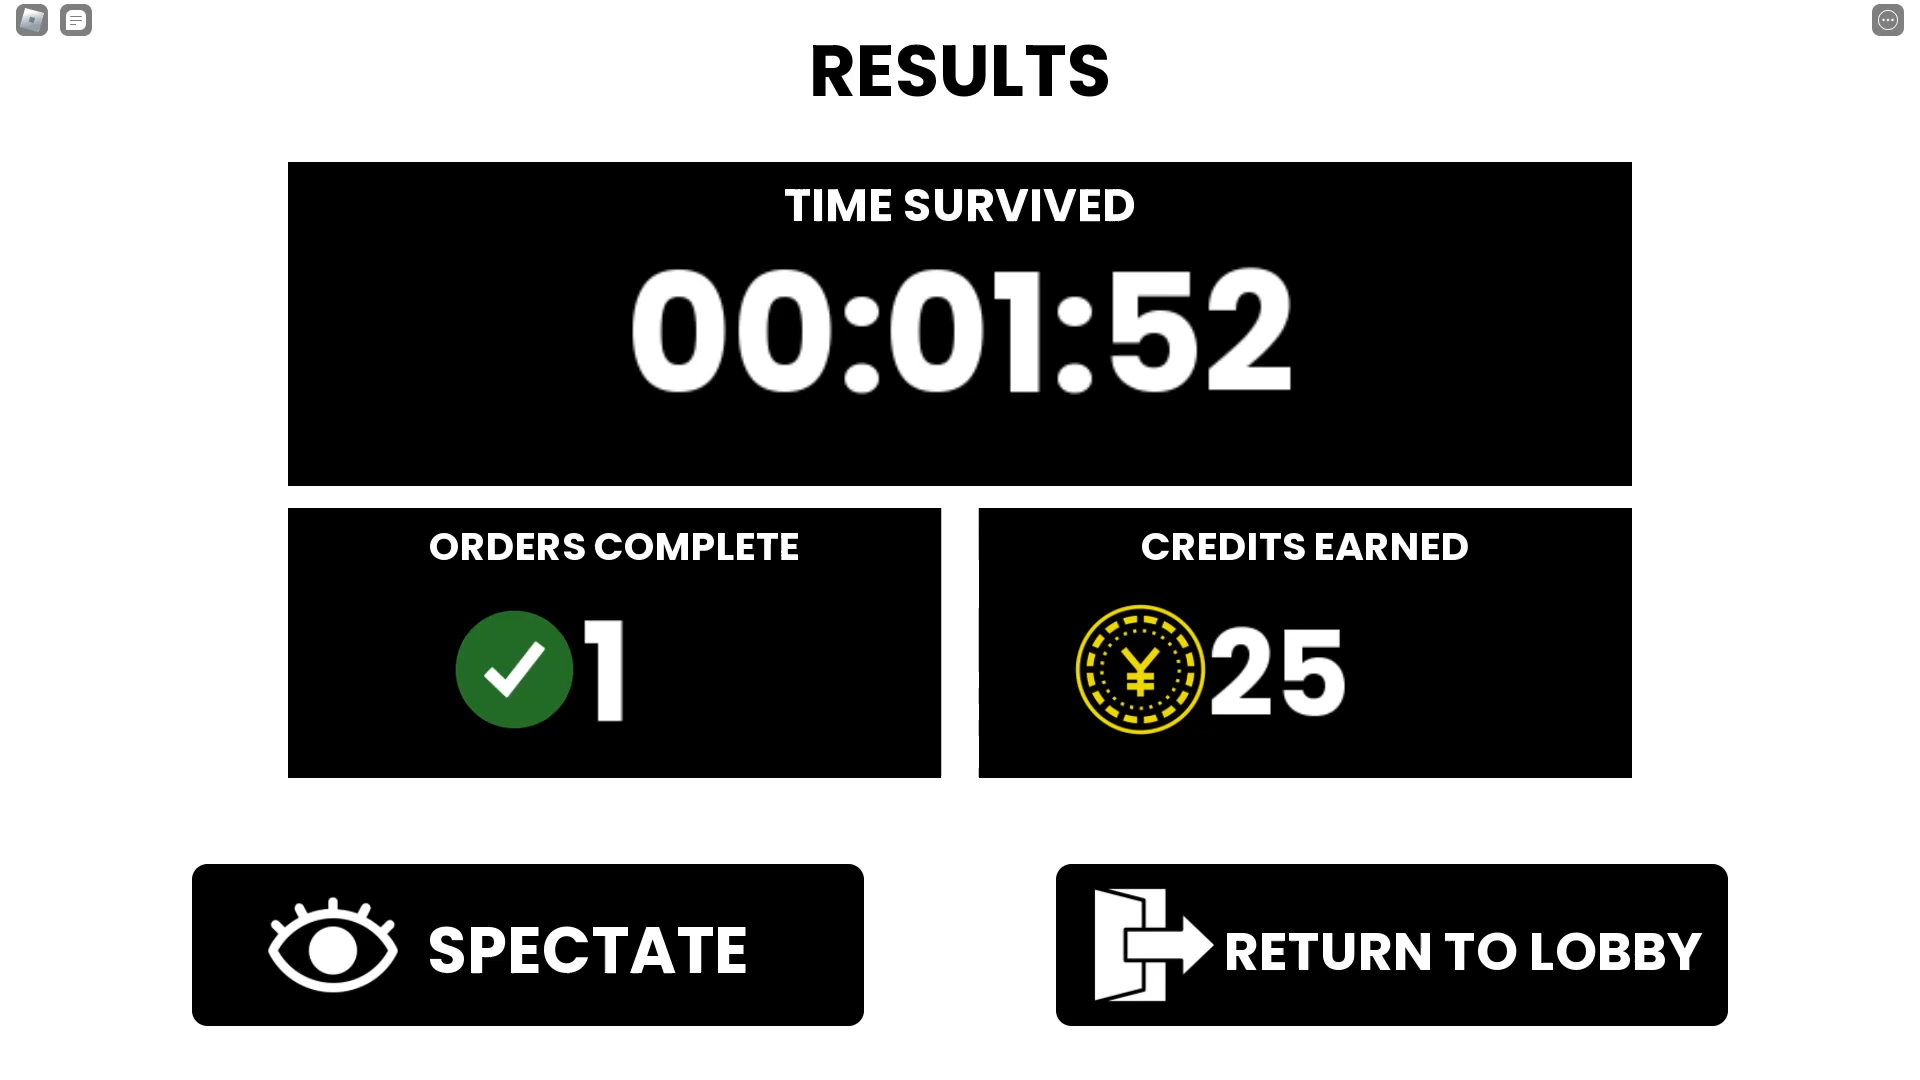 RESULTS
TIME SURVIVED
00:01:52
ORDERS COMPLETE
1
CREDITS EARNED
¥25
SPECTATE
RETURN TO LOBBY